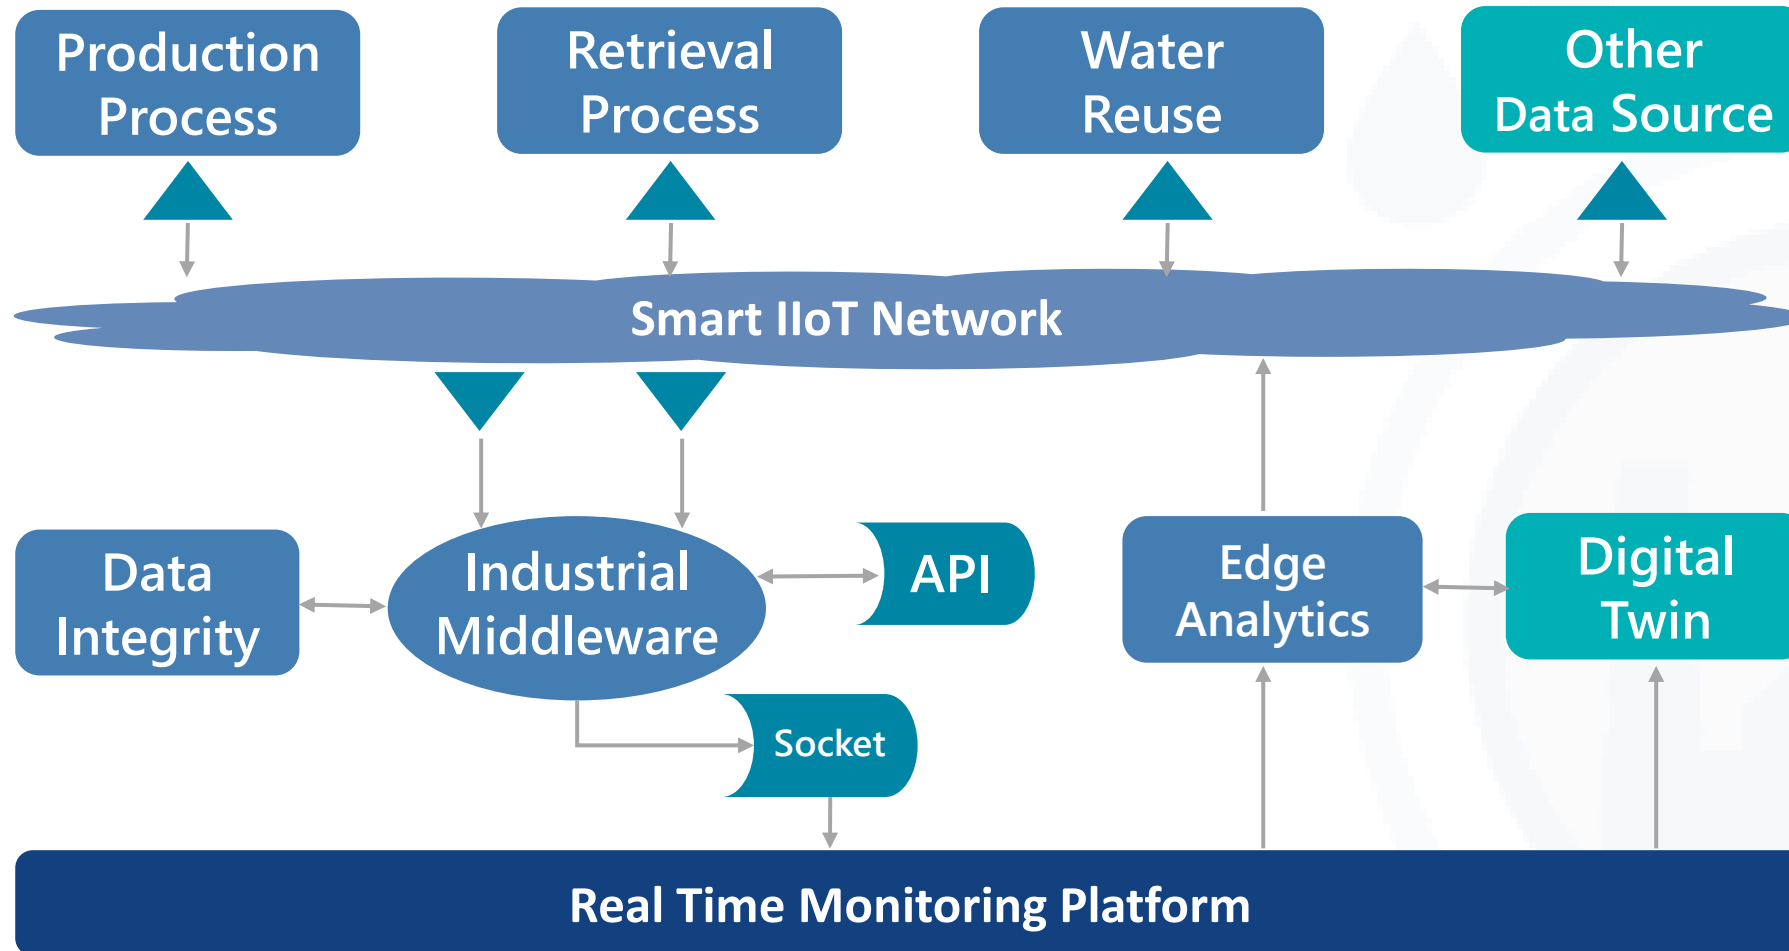 Production
Process
Retrieval
Process
Water
Reuse
Other
Data Source
Smart IIoT Network
Data
Integrity
Industrial
Middleware
API
Edge
Analytics
Digital
Twin
Socket
Real Time Monitoring Platform